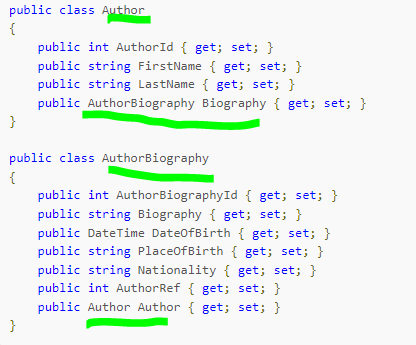 public class Author
{
public int AuthorId { get; set; }
public string FirstName { get; set; }
public string LastName { get; set; }
public AuthorBiography Biography { get; set; }
}
public class AuthorBiography
{
public int AuthorBiographyId { get; set; }
public string Biography { get; set; }
public DateTime DateOfBirth { get; set; }
public string PlaceOfBirth { get; set; }
public string Nationality { get; set; }
public int AuthorRef { get; set; }
public Author Author { get; set; }
}